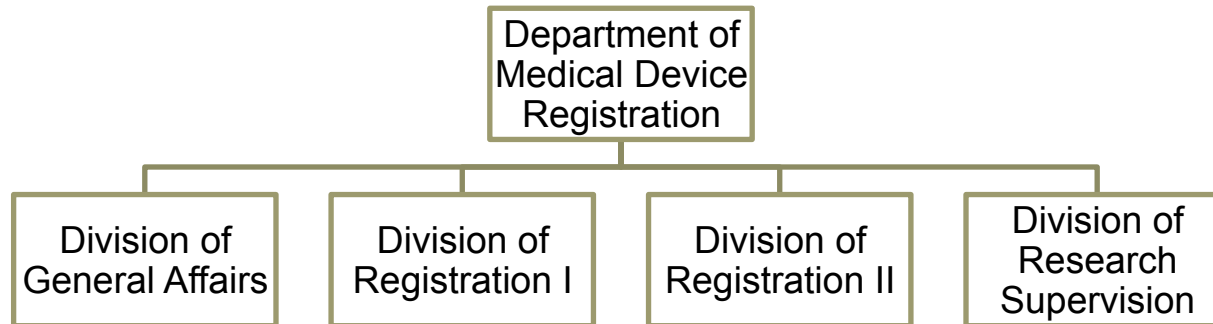 Department of
Medical Device
Registration
Division of
General Affairs
Division of
Registration I
Division of
Registration II
Division of
Research
Supervision